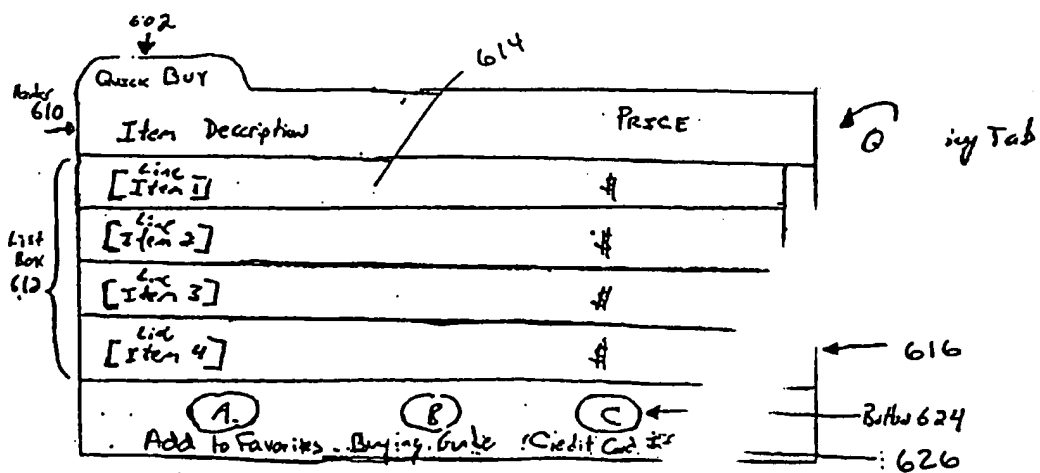 602
614
Quick Buy
610
Item Description PRICE
Q Tab
[Line Item 1] #
[Line Item 2] #
List Box 612
[Line Item 3] #
[Line Item 4] #
616
A. B C
Button 624
Add to Favorites Buying Guide Credit
626